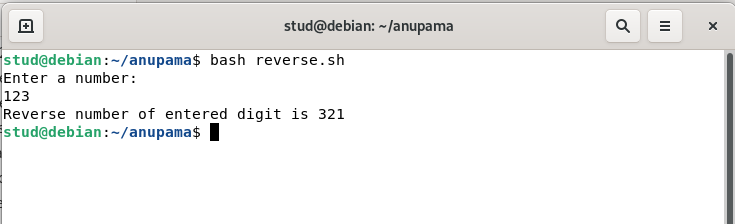 stud@debian: ~/anupama
stud@debian:~/anupama$ bash reverse.sh
Enter a number:
123
Reverse number of entered digit is 321
stud@debian:~/anupama$